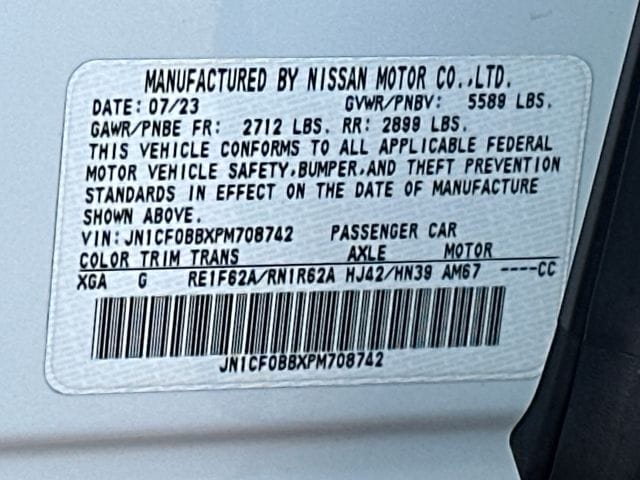 MANUFACTURED BY NISSAN MOTOR CO.,LTD.
DATE: 07/23 GVWR/PNBV: 5589 LBS.
GAWR/PNBE FR: 2712 LBS. RR: 2899 LBS.
THIS VEHICLE CONFORMS TO ALL APPLICABLE FEDERAL
MOTOR VEHICLE SAFETY,BUMPER,AND THEFT PREVENTION
STANDARDS IN EFFECT ON THE DATE OF MANUFACTURE
SHOWN ABOVE.
VIN: JN1CF0BBXPM708742 PASSENGER CAR
COLOR TRIM TRANS AXLE MOTOR
XGA G RE1F62A/RN1R62A HJ42/HN39 AM67 ----CC
JN1CF0BBXPM708742